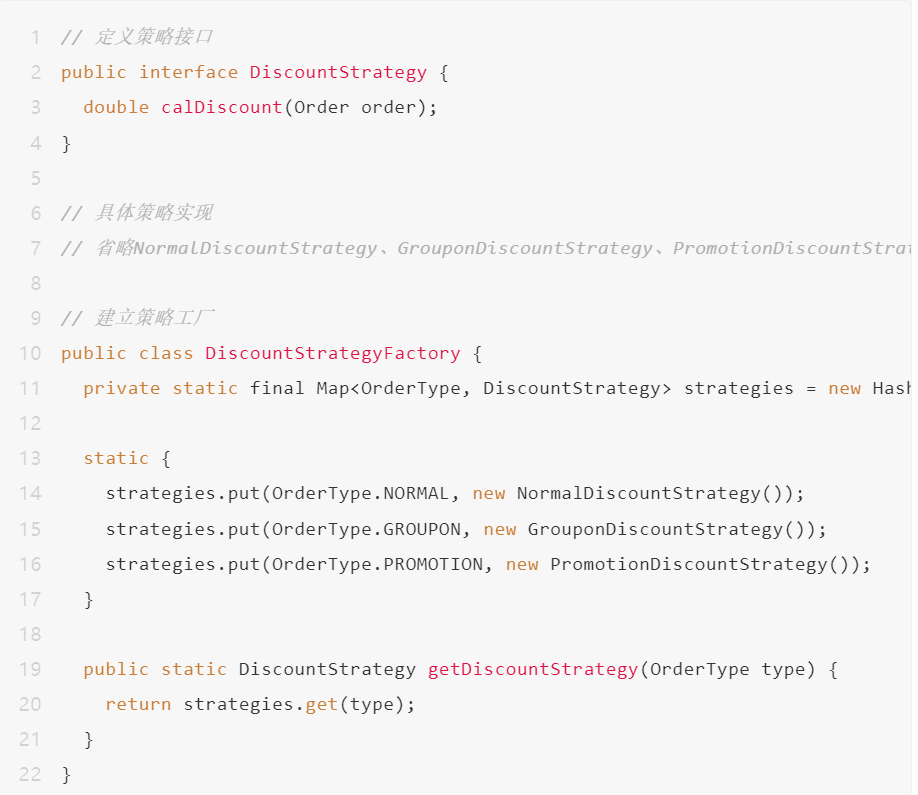 1 // 定义策略接口
2 public interface DiscountStrategy {
3   double calDiscount(Order order);
4 }
5
6 // 具体策略实现
7 // 省略NormalDiscountStrategy、GrouponDiscountStrategy、PromotionDiscountStrat
8
9 // 建立策略工厂
10 public class DiscountStrategyFactory {
11   private static final Map<OrderType, DiscountStrategy> strategies = new Hash
12
13   static {
14     strategies.put(OrderType.NORMAL, new NormalDiscountStrategy());
15     strategies.put(OrderType.GROUPON, new GrouponDiscountStrategy());
16     strategies.put(OrderType.PROMOTION, new PromotionDiscountStrategy());
17   }
18
19   public static DiscountStrategy getDiscountStrategy(OrderType type) {
20     return strategies.get(type);
21   }
22 }